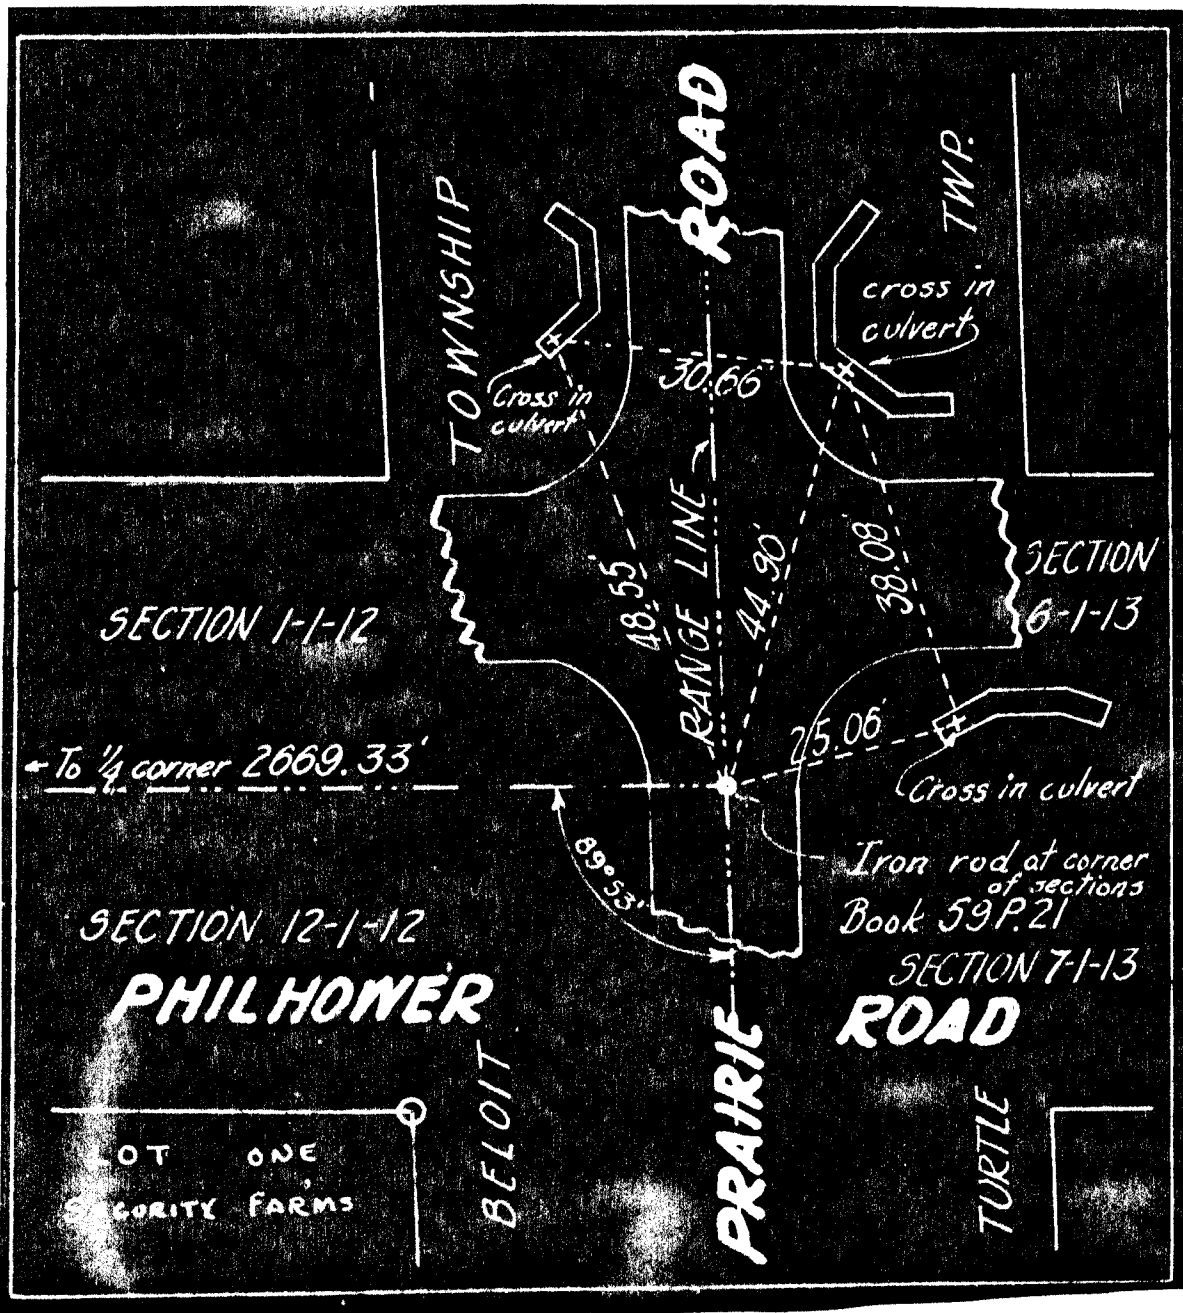 ROAD
TOWNSHIP
TWP.
cross in
culvert
30.66'
Cross in
culvert
48.55'
RANGE LINE
44.90'
38.08'
SECTION
6-1-13
SECTION 1-1-12
25.06'
To 1/4 corner 2669.33'
Cross in culvert
89°53'
Iron rod at corner
of sections
Book 59 P. 21
SECTION 12-1-12
SECTION 7-1-13
PHILHOWER
ROAD
PRAIRIE
BELOIT
TURTLE
LOT ONE
SECURITY FARMS